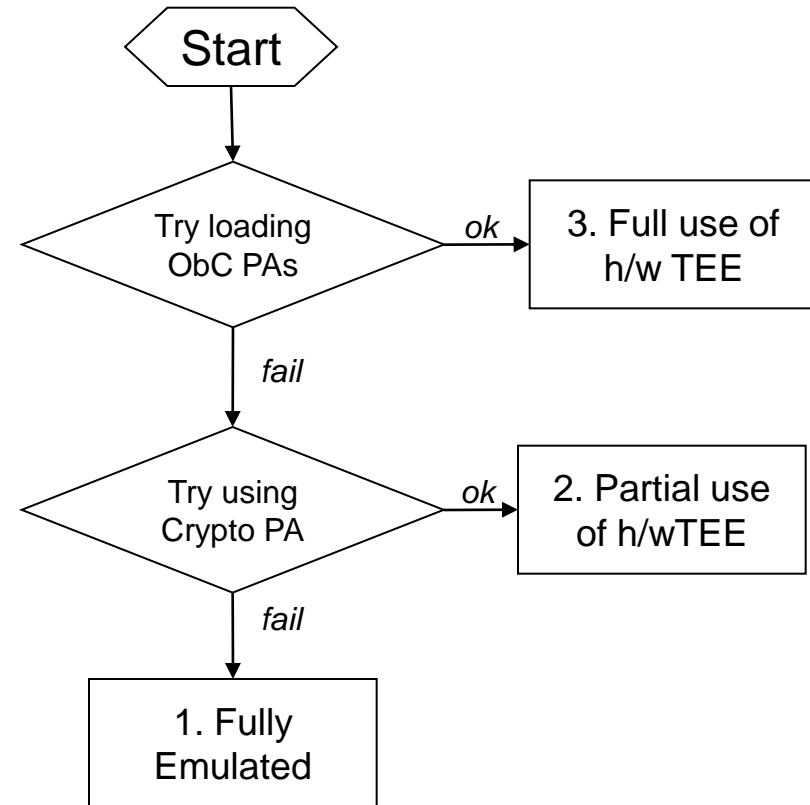 Start
Try loading
ObC PAs
ok
3. Full use of
h/w TEE
fail
Try using
Crypto PA
ok
2. Partial use
of h/wTEE
fail
1. Fully
Emulated